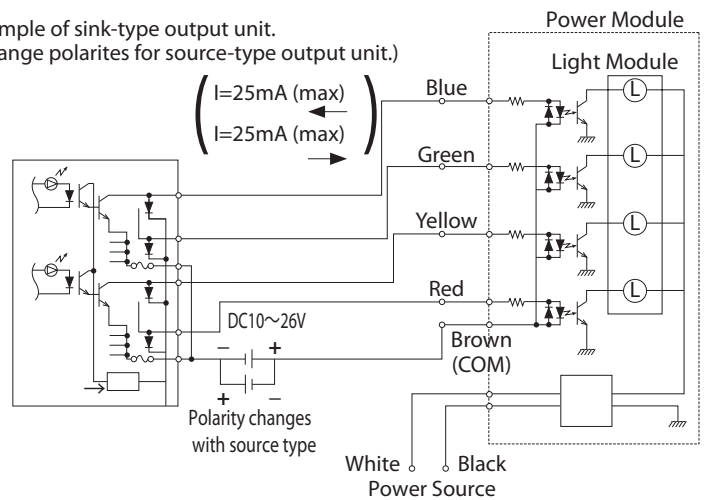 mple of sink-type output unit.
ange polarites for source-type output unit.)
Power Module
Light Module
I=25mA (max)
I=25mA (max)
Blue
Green
Yellow
Red
Brown
(COM)
L
L
L
L
DC10～26V
− +
+ −
Polarity changes
with source type
White
Black
Power Source